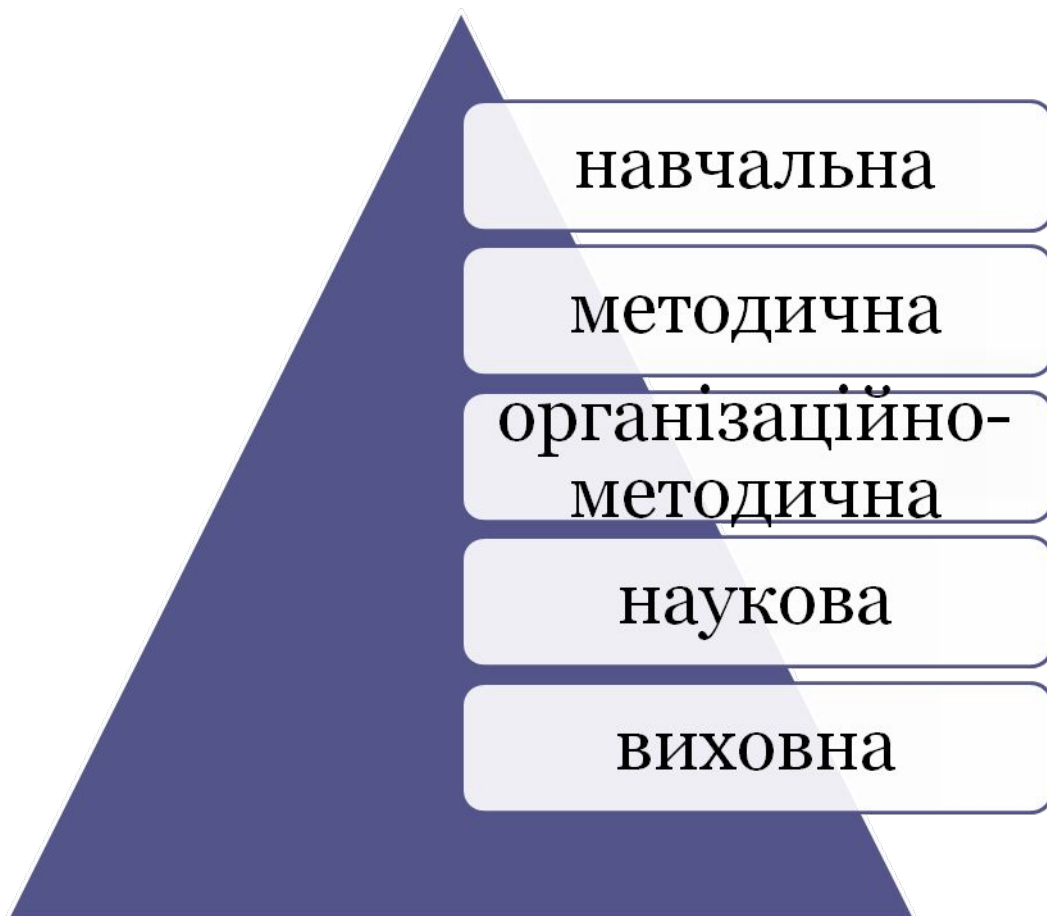 навчальна
методична
організаційно-
методична
наукова
виховна